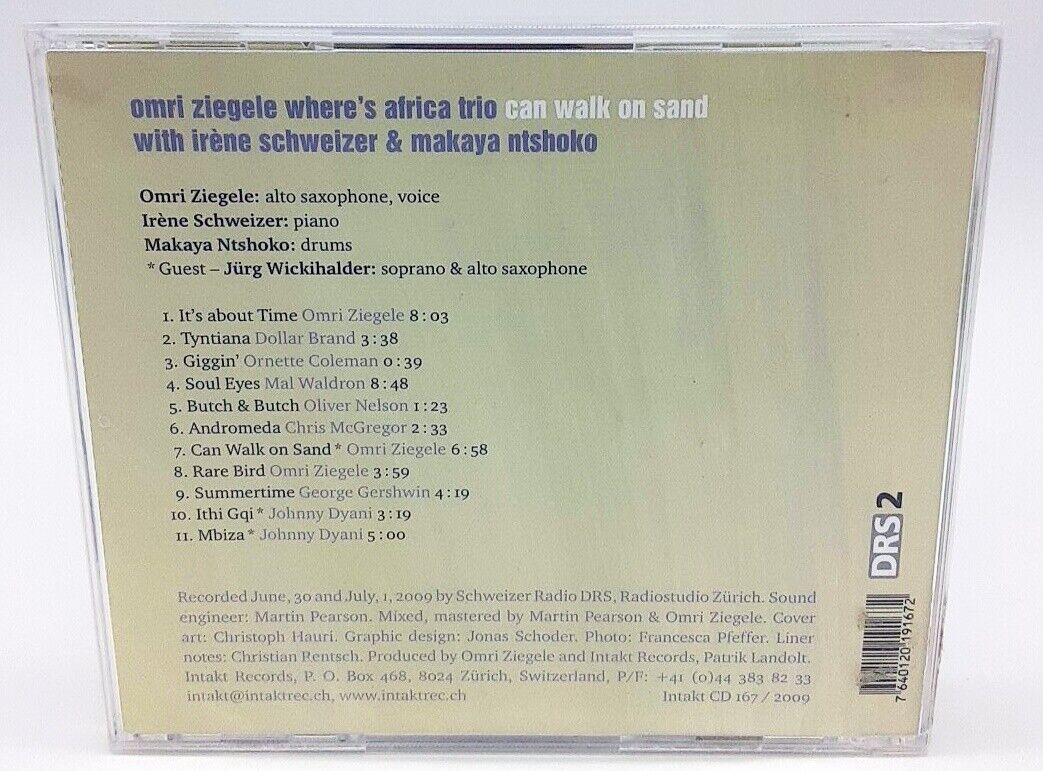 omri ziegele where's africa trio can walk on sand
with irène schweizer & makaya ntshoko
Omri Ziegele: alto saxophone, voice
Irène Schweizer: piano
Makaya Ntshoko: drums
* Guest – Jürg Wickihalder: soprano & alto saxophone
1. It's about Time Omri Ziegele 8:03
2. Tyntiana Dollar Brand 3:38
3. Giggin' Ornette Coleman 0:39
4. Soul Eyes Mal Waldron 8:48
5. Butch & Butch Oliver Nelson 1:23
6. Andromeda Chris McGregor 2:33
7. Can Walk on Sand * Omri Ziegele 6:58
8. Rare Bird Omri Ziegele 3:59
9. Summertime George Gershwin 4:19
10. Ithi Gqi * Johnny Dyani 3:19
11. Mbiza * Johnny Dyani 5:00
Recorded June, 30 and July, 1, 2009 by Schweizer Radio DRS, Radiostudio Zürich. Sound
engineer: Martin Pearson. Mixed, mastered by Martin Pearson & Omri Ziegele. Cover
art: Christoph Hauri. Graphic design: Jonas Schoder. Photo: Francesca Pfeffer. Liner
notes: Christian Rentsch. Produced by Omri Ziegele and Intakt Records, Patrik Landolt.
Intakt Records, P. O. Box 468, 8024 Zürich, Switzerland, P/F: +41 (0)44 383 82 33
intakt@intaktrec.ch, www.intaktrec.ch
Intakt CD 167 / 2009
DRS 2
7 640120 191672